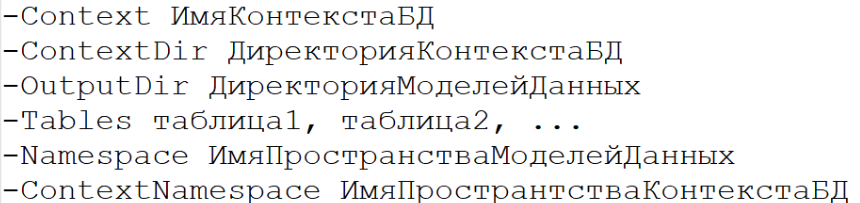 -Context ИмяКонтекстаБД
-ContextDir ДиректорияКонтекстаБД
-OutputDir ДиректорияМоделейДанных
-Tables таблица1, таблица2, ...
-Namespace ИмяПространстваМоделейДанных
-ContextNamespace ИмяПространтстваКонтекстаБД